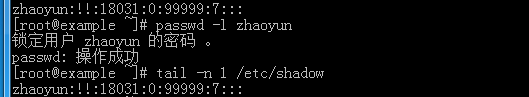 zhaoyun:!!:18031:0:99999:7:::
[root@example ~]# passwd -l zhaoyun
锁定用户 zhaoyun 的密码 。
passwd: 操作成功
[root@example ~]# tail -n 1 /etc/shadow
zhaoyun:!!:18031:0:99999:7:::